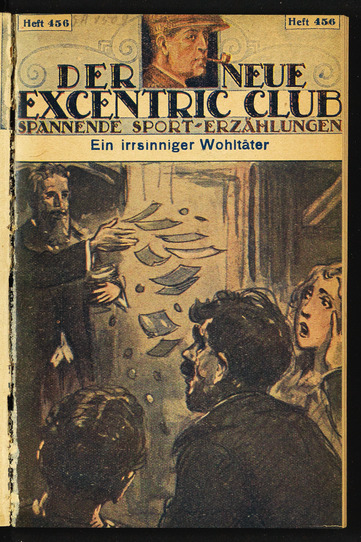 Heft 456
Heft 456
DER NEUE
EXCENTRIC CLUB
SPANNENDE SPORT-ERZÄHLUNGEN
Ein irrsinniger Wohltäter